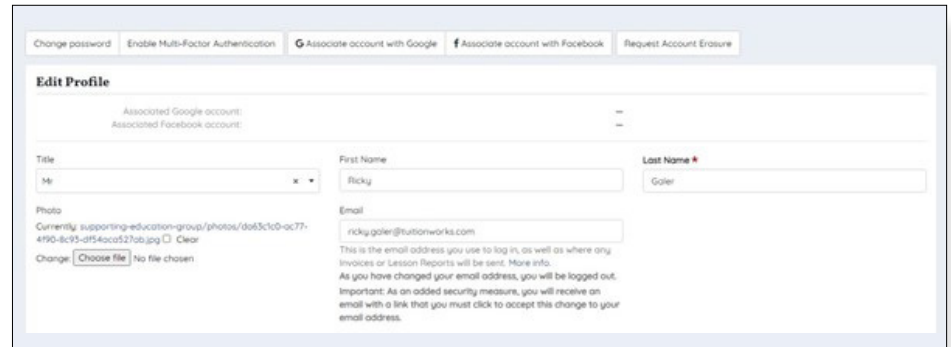 Change password Enable Multi-Factor Authentication G Associate account with Google f Associate account with Facebook Request Account Erasure
Edit Profile
Associated Google account: —
Associated Facebook account: —
Title
Mr × ▾
First Name
Ricky
Last Name *
Galer
Photo
Currently: supporting-education-group/photos/da63c1c0-ac77-
4f90-8c93-df54aca527ab.jpg Clear
Change: Choose file No file chosen
Email
ricky.galer@tuitionworks.com
This is the email address you use to log in, as well as where any
Invoices or Lesson Reports will be sent. More info.
As you have changed your email address, you will be logged out.
Important: As an added security measure, you will receive an
email with a link that you must click to accept this change to your
email address.